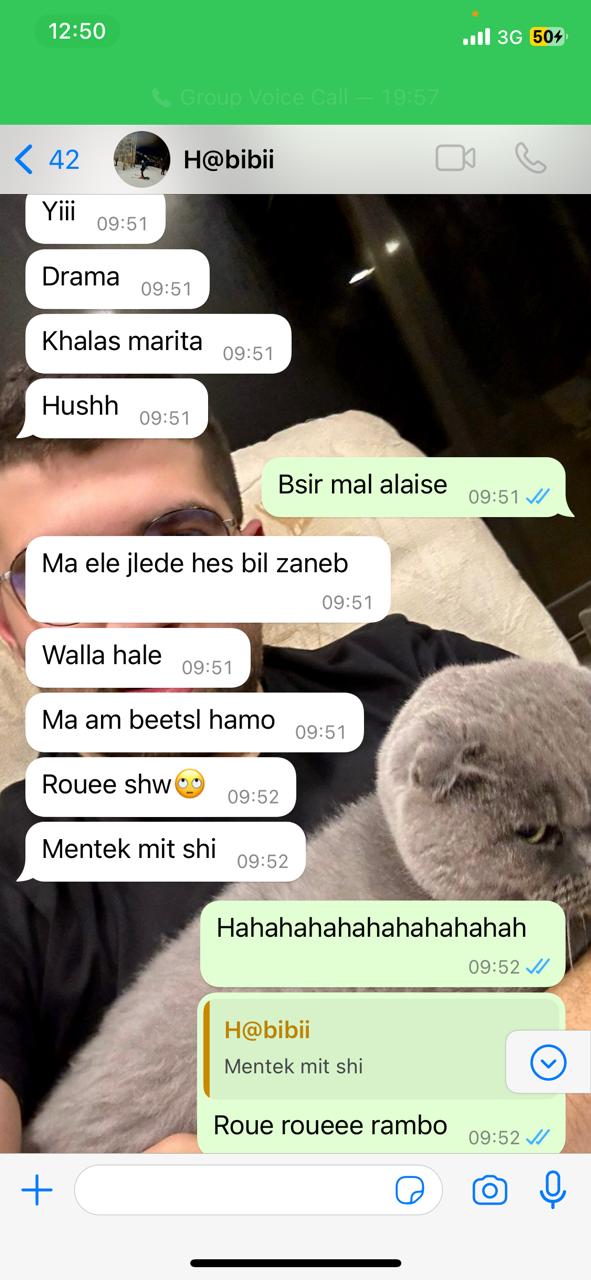 12:50
3G 50
Group Voice Call — 19:57
42 H@bibii
Yiii 09:51
Drama 09:51
Khalas marita 09:51
Hushh 09:51
Bsir mal alaise 09:51
Ma ele jlede hes bil zaneb
09:51
Walla hale 09:51
Ma am beetsl hamo 09:51
Rouee shw🙄 09:52
Mentek mit shi 09:52
Hahahahahahahahahahah
09:52
H@bibii
Mentek mit shi
Roue roueee rambo 09:52